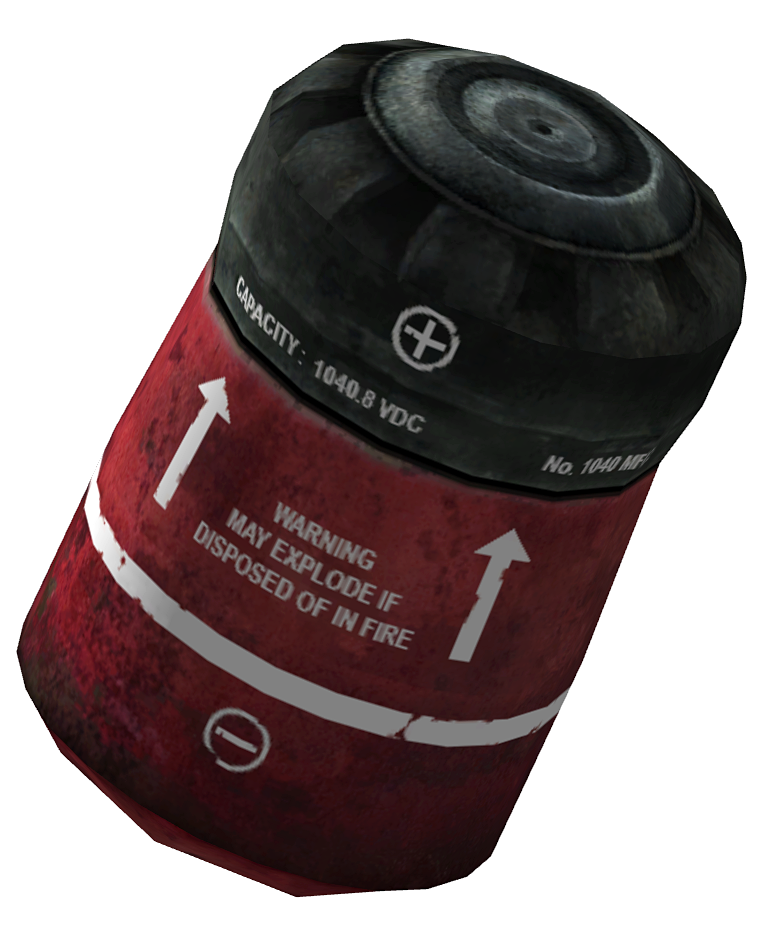 CAPACITY: 1040.8 VDC
No. 1040
WARNING
MAY EXPLODE IF
DISPOSED OF IN FIRE